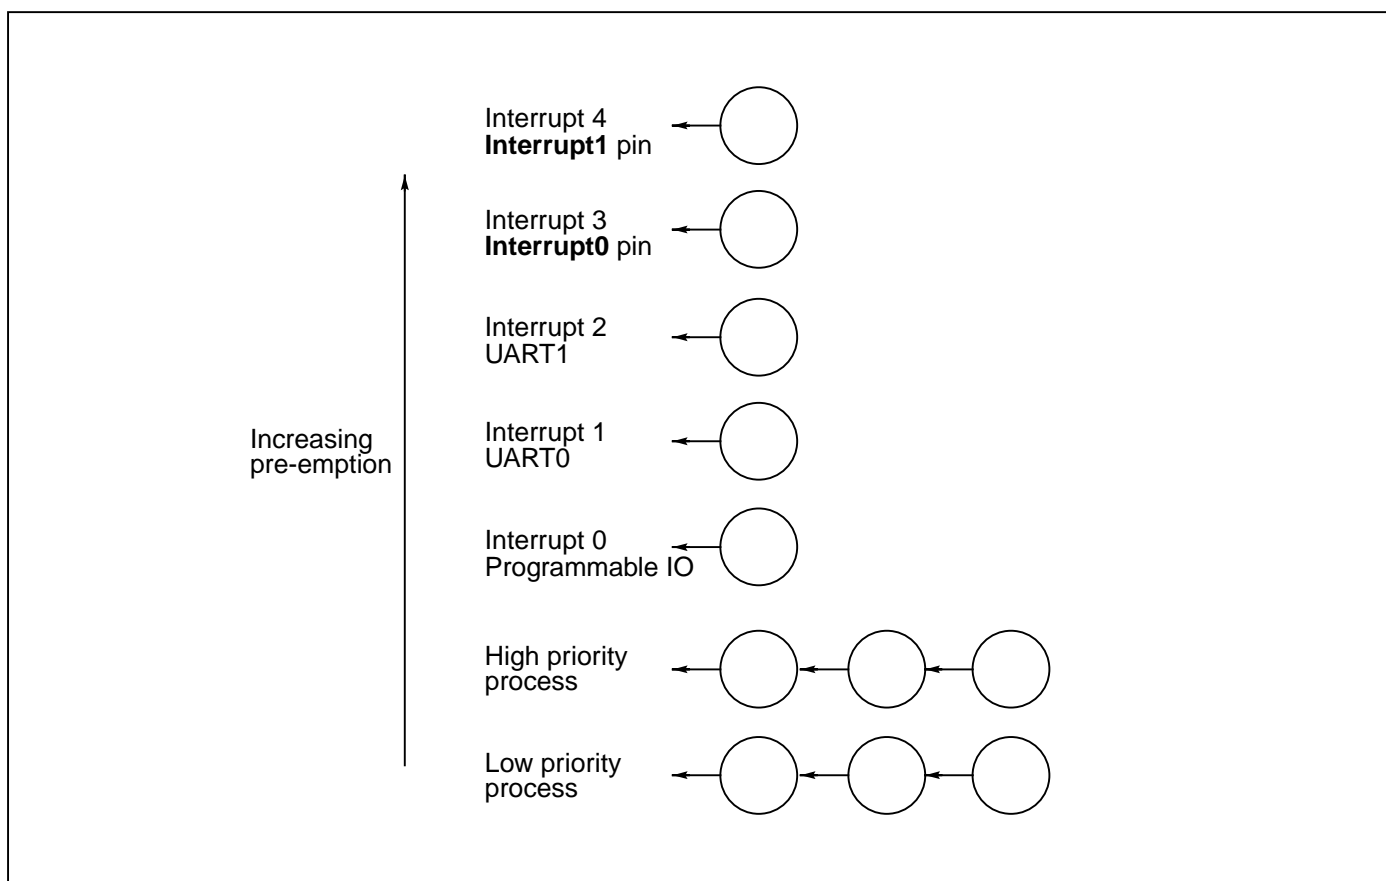 Interrupt 4
Interrupt1 pin
Interrupt 3
Interrupt0 pin
Interrupt 2
UART1
Interrupt 1
UART0
Increasing
pre-emption
Interrupt 0
Programmable IO
High priority
process
Low priority
process